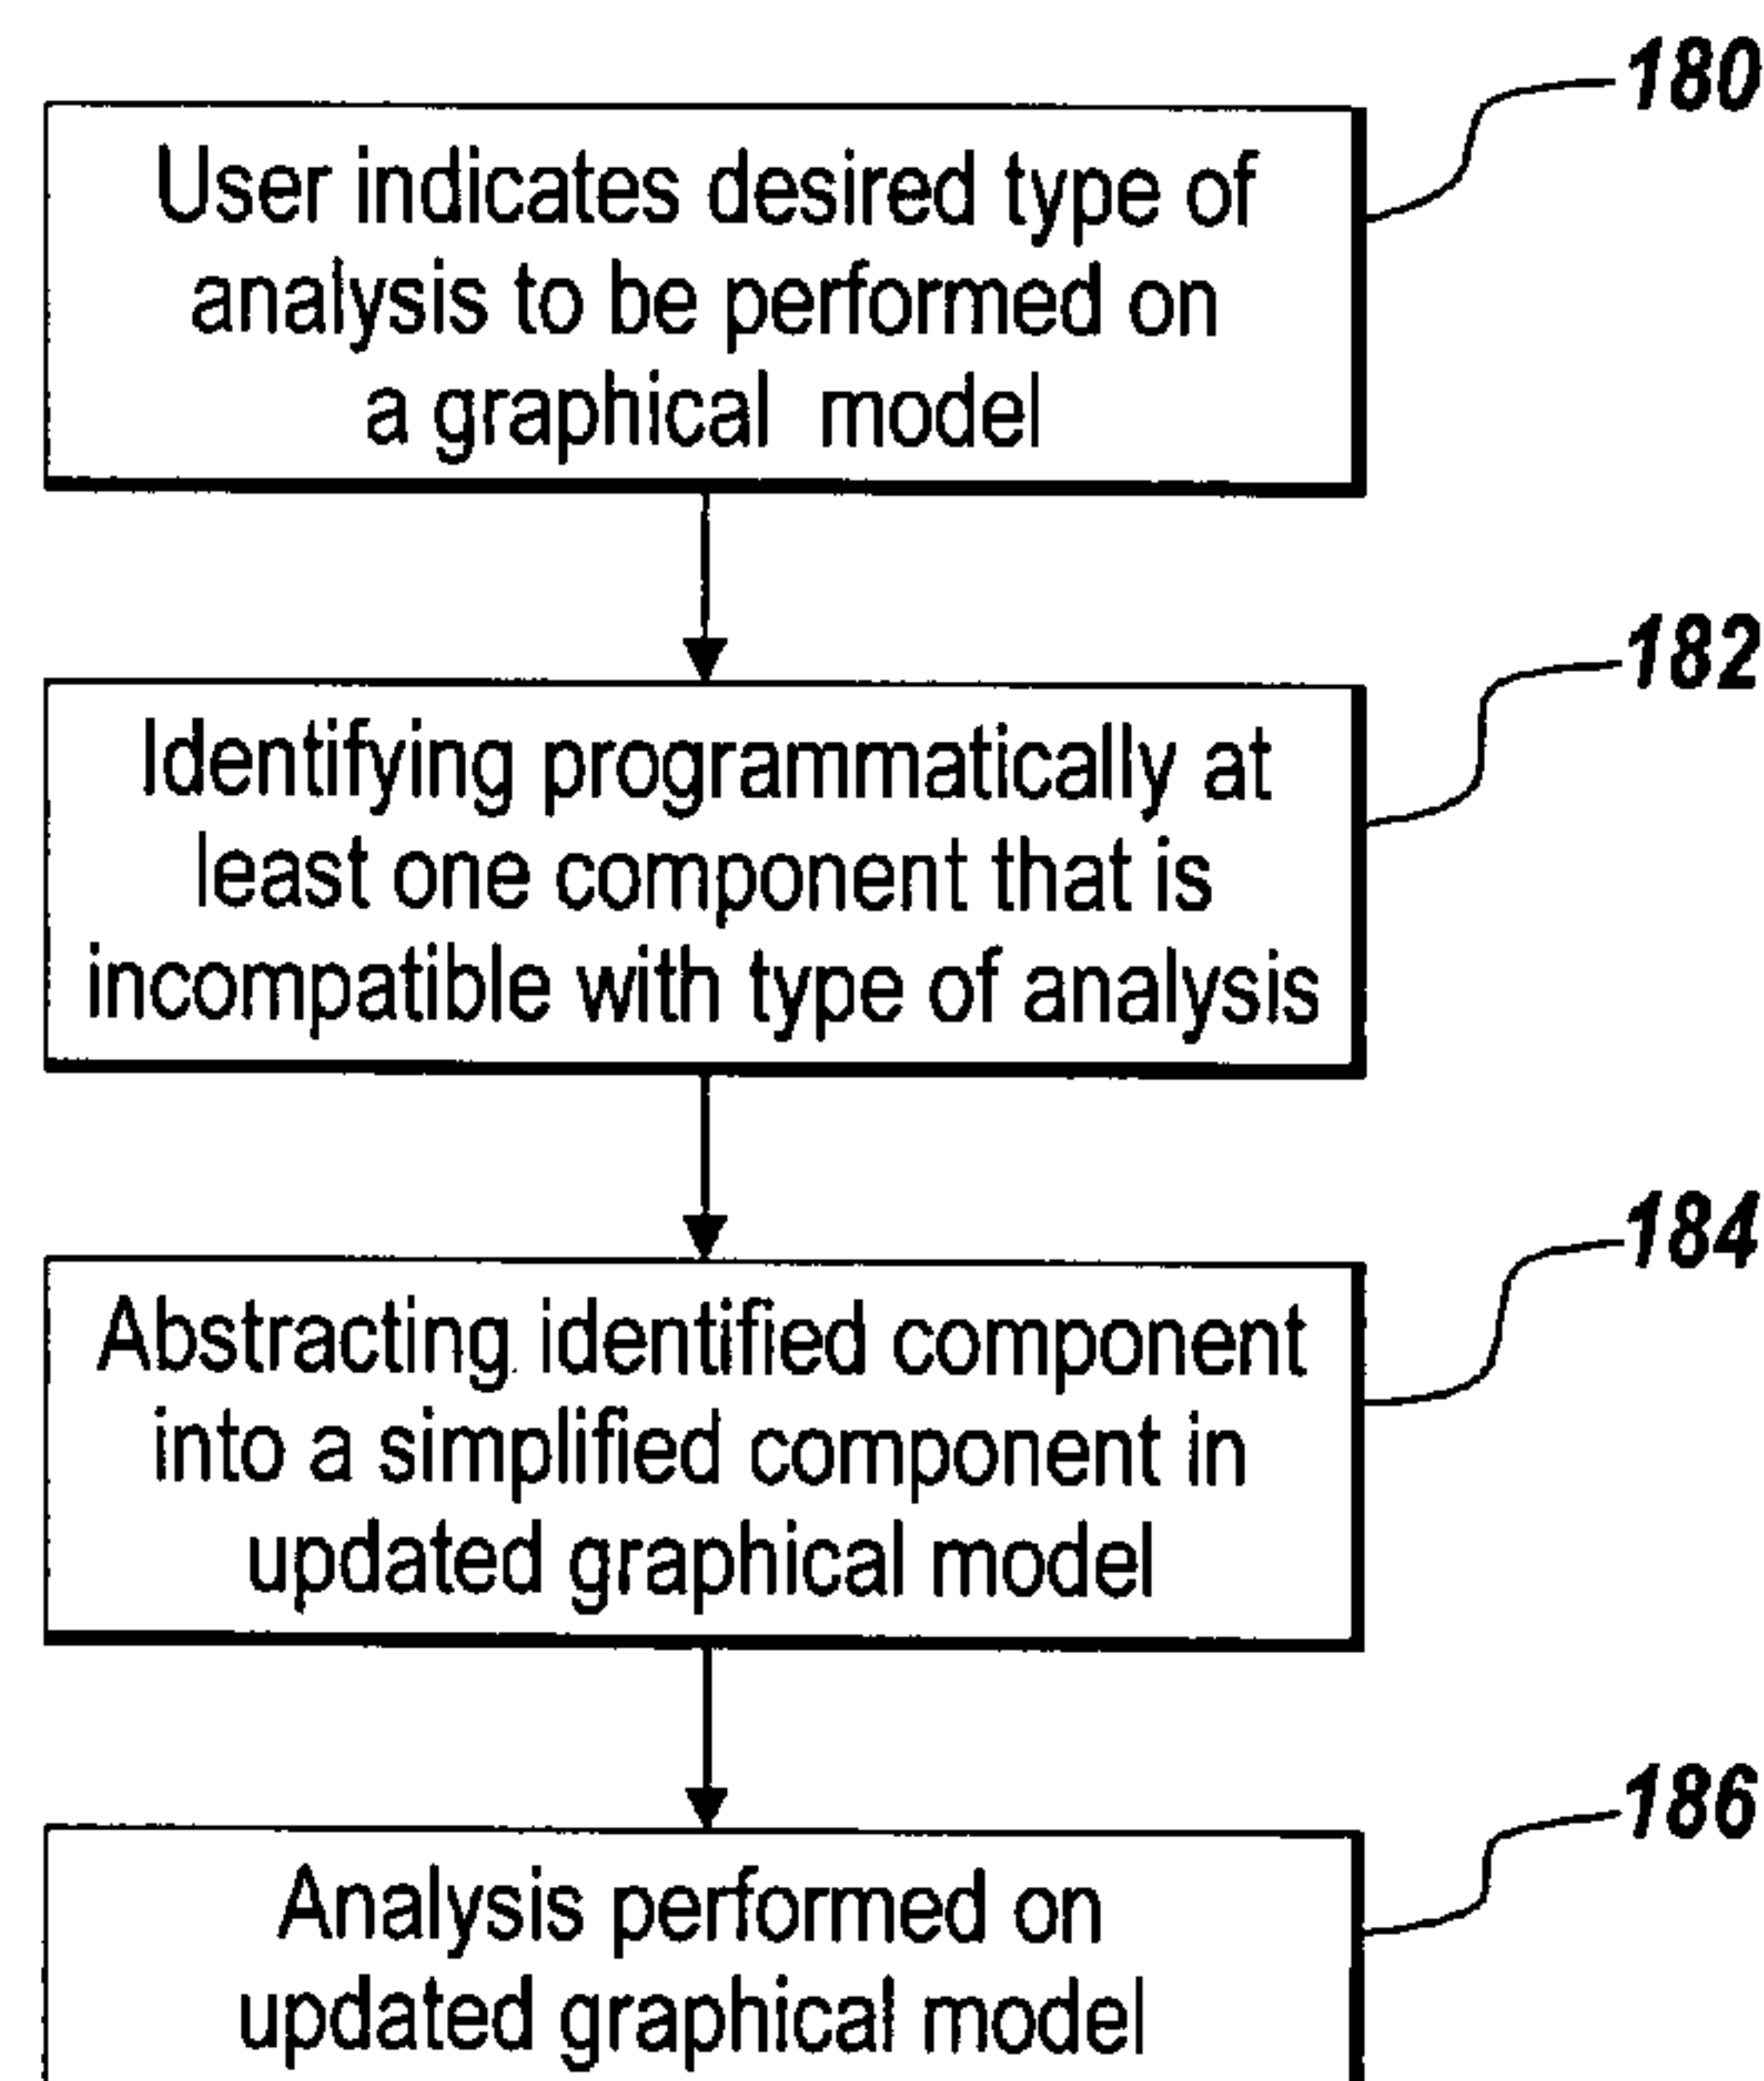 180
User indicates desired type of
analysis to be performed on
a graphical model
182
Identifying programmatically at
least one component that is
incompatible with type of analysis
184
Abstracting identified component
into a simplified component in
updated graphical model
186
Analysis performed on
updated graphical model